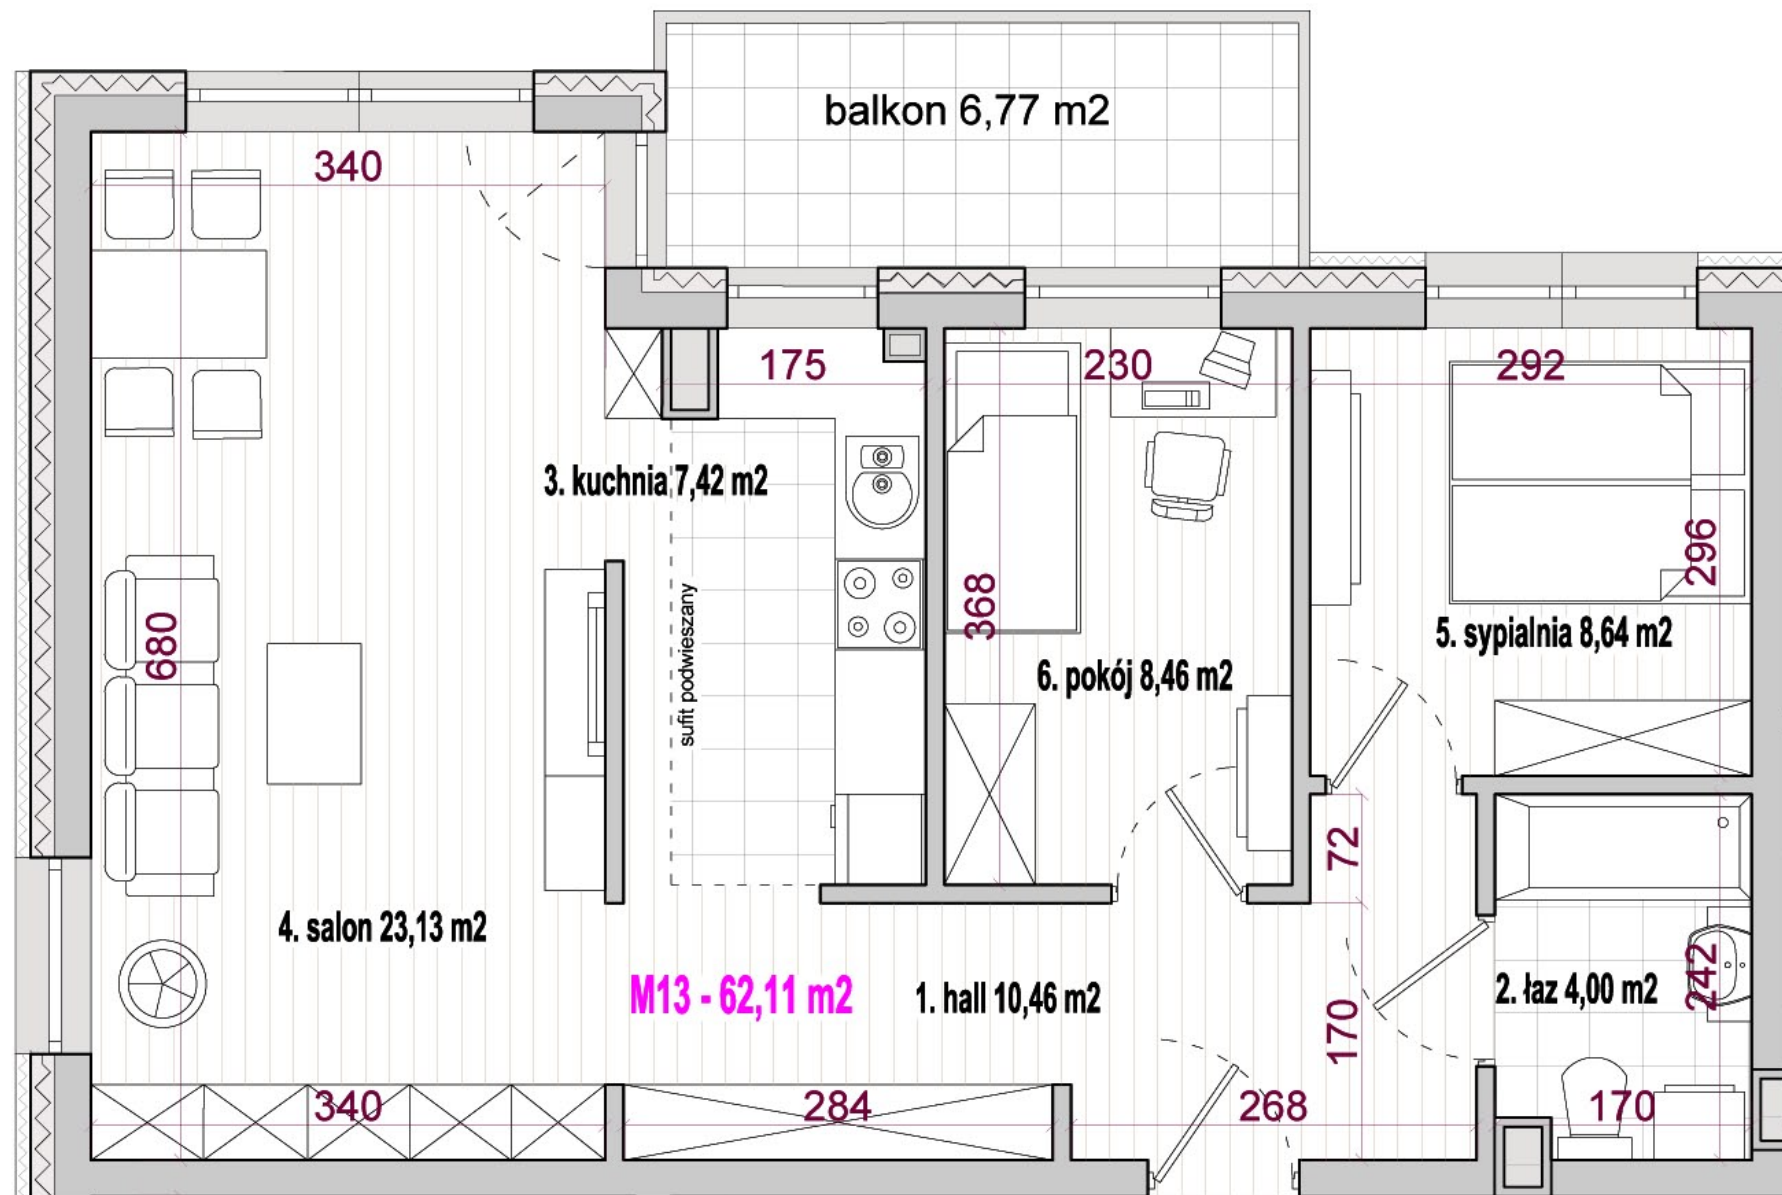 balkon 6,77 m2
340
175
230
292
3. kuchnia 7,42 m2
296
368
680
sufit podwieszany
5. sypialnia 8,64 m2
6. pokój 8,46 m2
72
4. salon 23,13 m2
M13 - 62,11 m2
1. hall 10,46 m2
2. łaz 4,00 m2
242
170
340
284
268
170